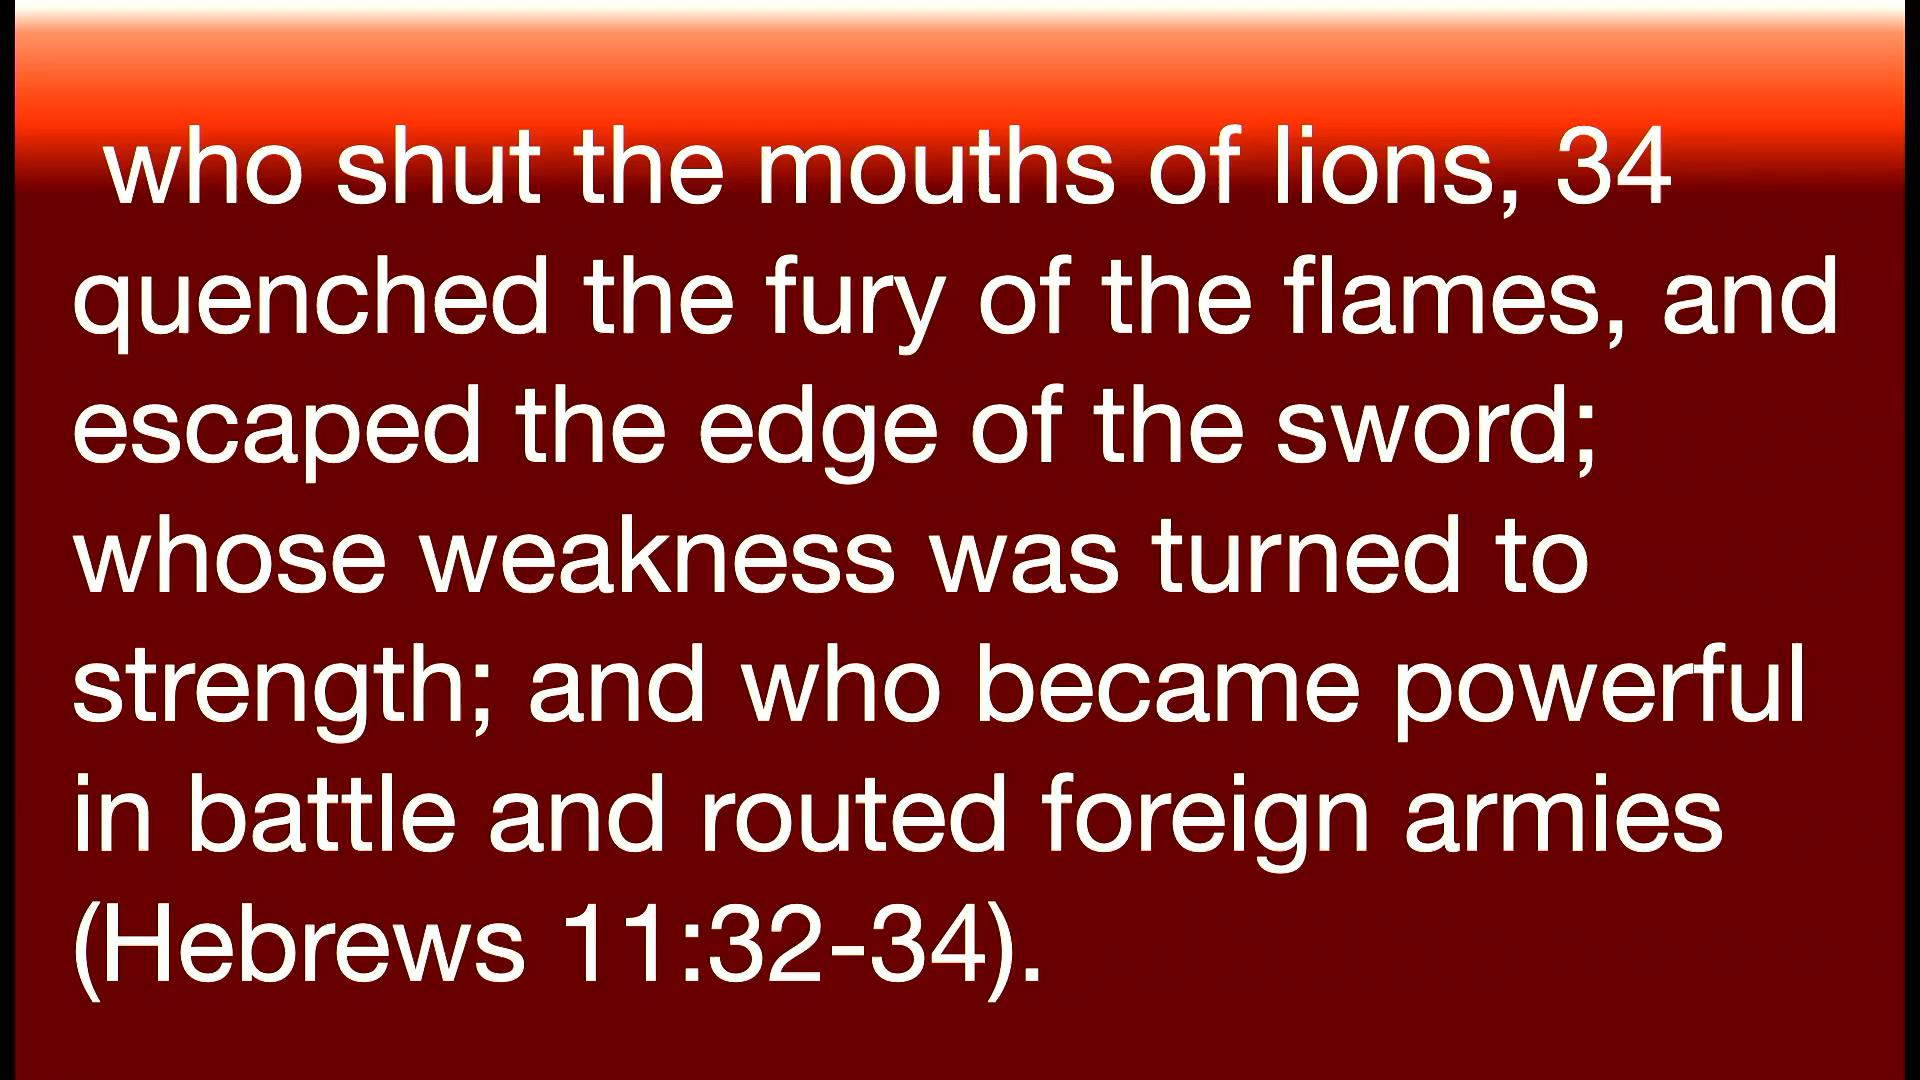 who shut the mouths of lions, 34
quenched the fury of the flames, and
escaped the edge of the sword;
whose weakness was turned to
strength; and who became powerful
in battle and routed foreign armies
(Hebrews 11:32-34).